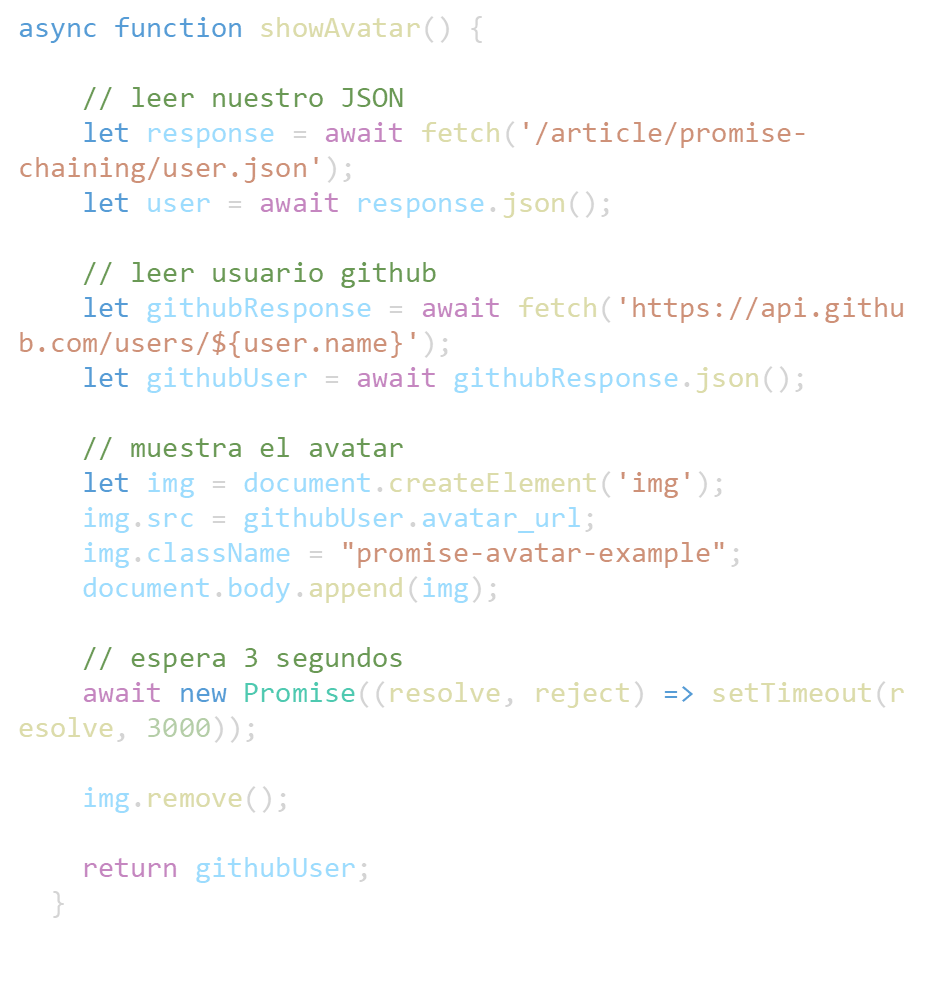 async function showAvatar() {
// leer nuestro JSON
let response = await fetch('/article/promise-
chaining/user.json');
let user = await response.json();
// leer usuario github
let githubResponse = await fetch('https://api.githu
b.com/users/${user.name}');
let githubUser = await githubResponse.json();
// muestra el avatar
let img = document.createElement('img');
img.src = githubUser.avatar_url;
img.className = "promise-avatar-example";
document.body.append(img);
// espera 3 segundos
await new Promise((resolve, reject) => setTimeout(r
esolve, 3000));
img.remove();
return githubUser;
}